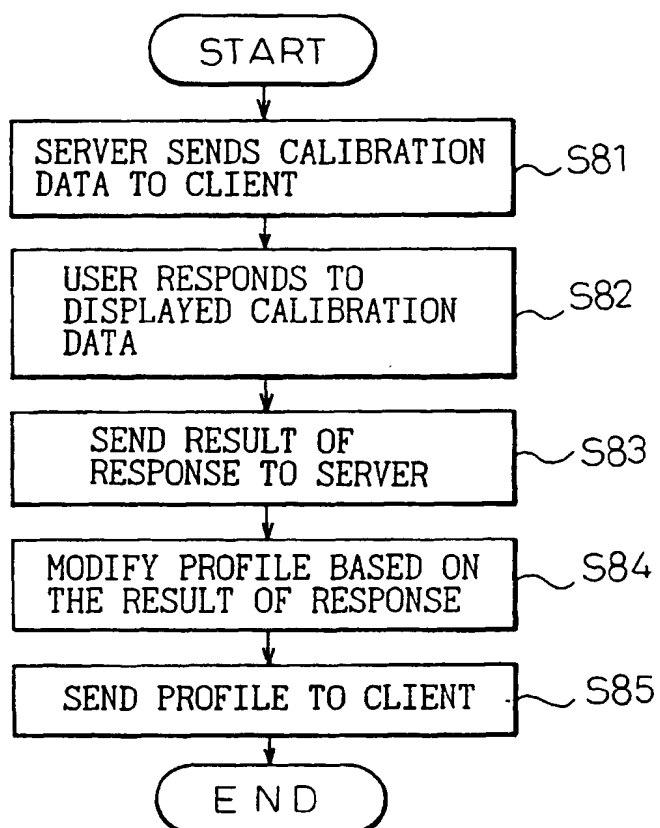 START
SERVER SENDS CALIBRATION
DATA TO CLIENT
S81
USER RESPONDS TO
DISPLAYED CALIBRATION
DATA
S82
SEND RESULT OF
RESPONSE TO SERVER
S83
MODIFY PROFILE BASED ON
THE RESULT OF RESPONSE
S84
SEND PROFILE TO CLIENT
S85
END